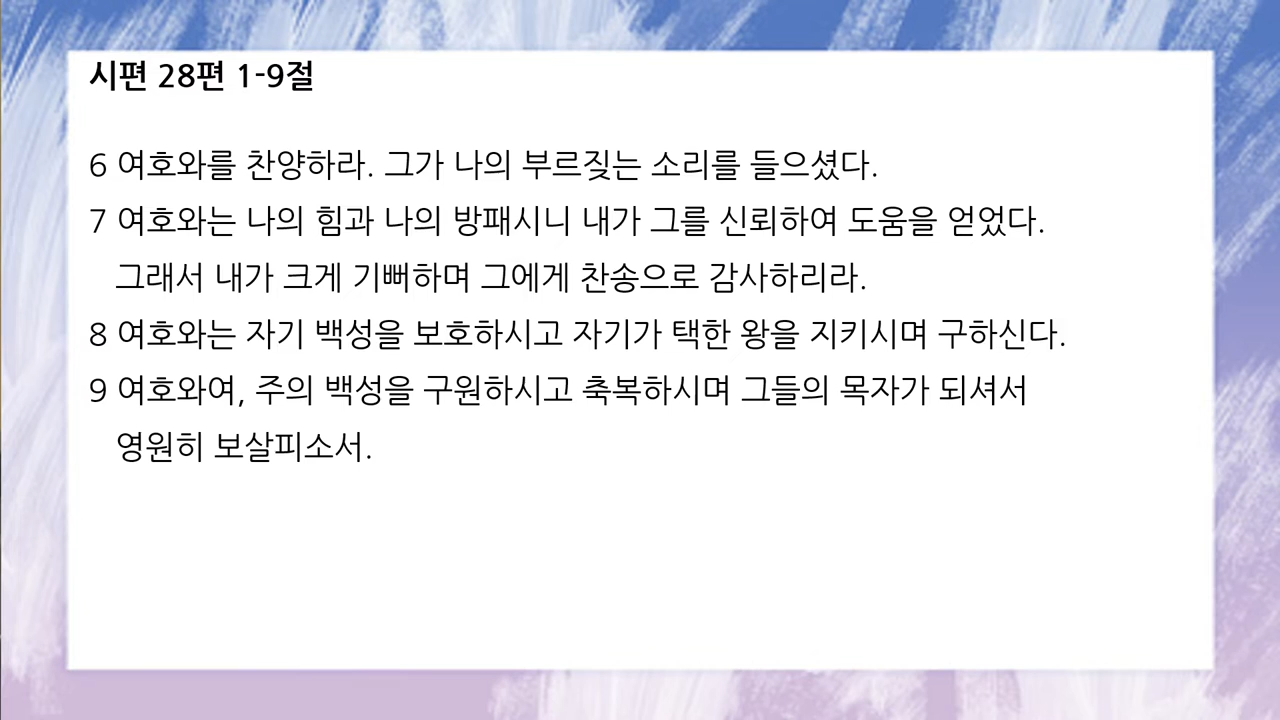 시편 28편 1-9절
6 여호와를 찬양하라. 그가 나의 부르짖는 소리를 들으셨다.
7 여호와는 나의 힘과 나의 방패시니 내가 그를 신뢰하여 도움을 얻었다.
그래서 내가 크게 기뻐하며 그에게 찬송으로 감사하리라.
8 여호와는 자기 백성을 보호하시고 자기가 택한 왕을 지키시며 구하신다.
9 여호와여, 주의 백성을 구원하시고 축복하시며 그들의 목자가 되셔서
영원히 보살피소서.